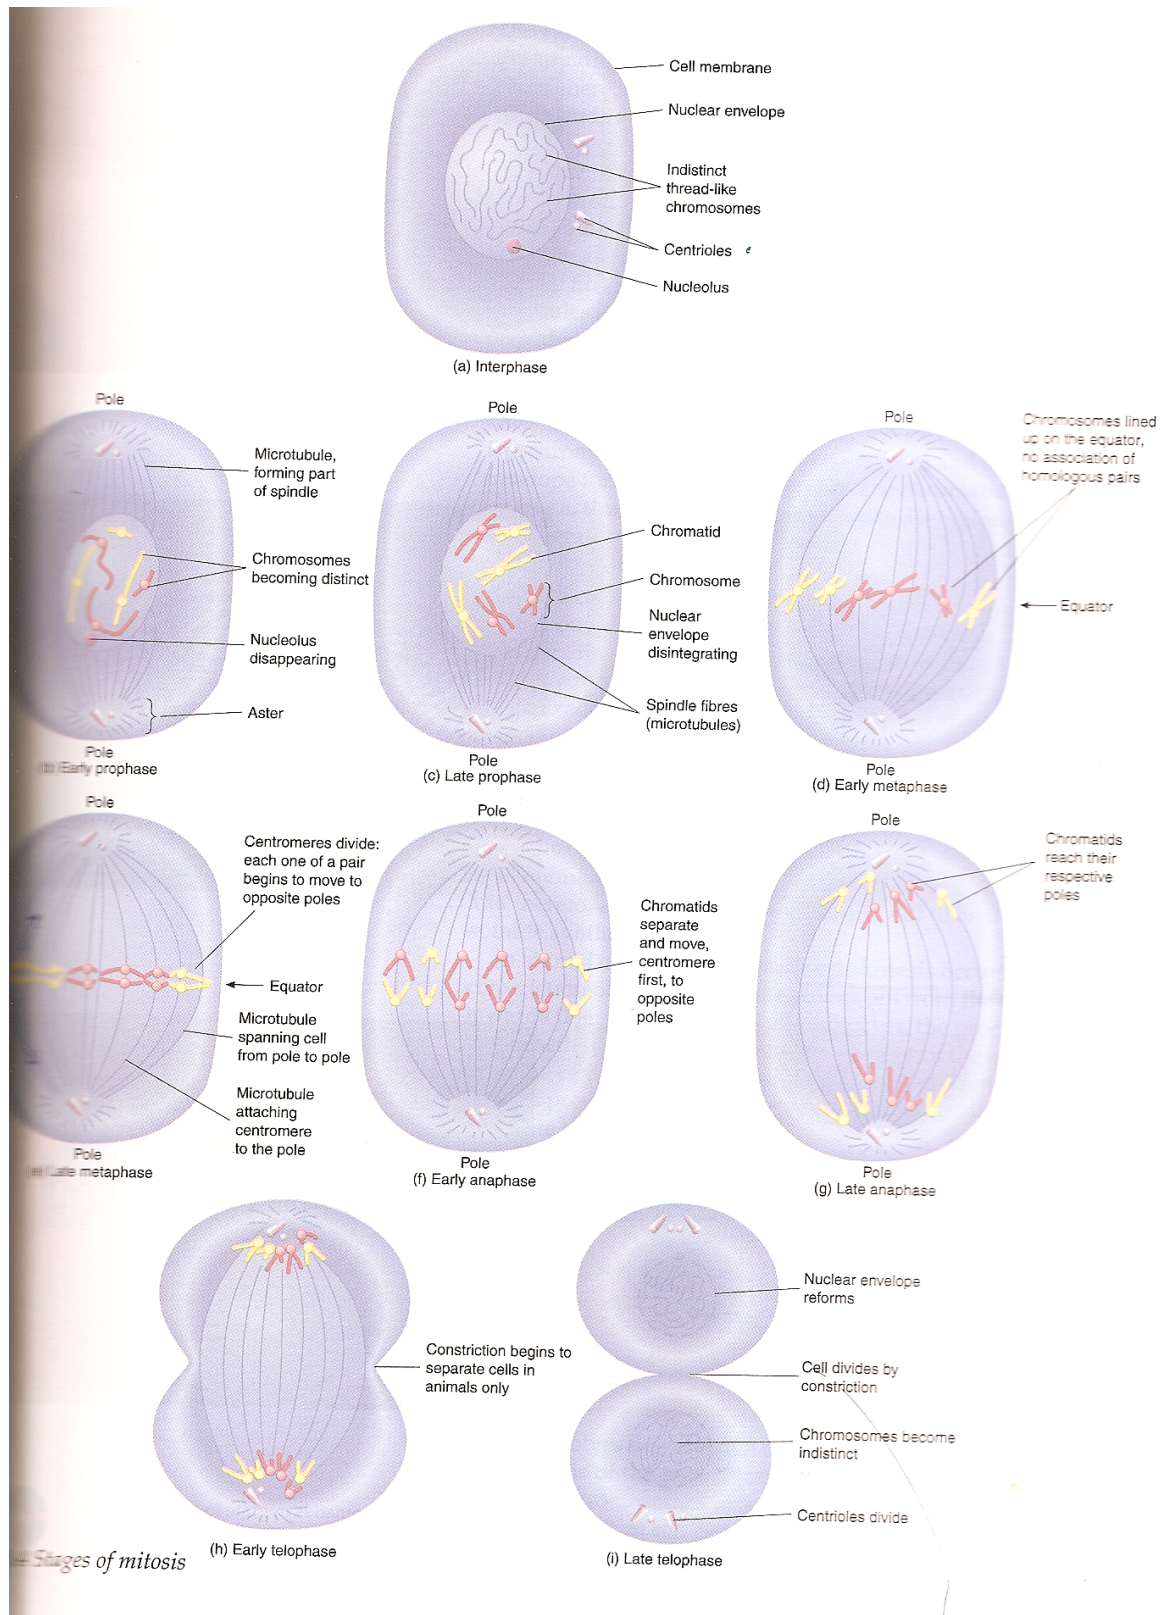 Cell membrane
Nuclear envelope
Indistinct
thread-like
chromosomes
Centrioles
Nucleolus
(a) Interphase
Pole
Microtubule,
forming part
of spindle
Chromosomes
becoming distinct
Nucleolus
disappearing
Aster
Pole
(b) Early prophase
Pole
Chromatid
Chromosome
Nuclear
envelope
disintegrating
Spindle fibres
(microtubules)
Pole
(c) Late prophase
Pole
Chromosomes lined
up on the equator,
no association of
homologous pairs
Equator
Pole
(d) Early metaphase
Pole
Centromeres divide:
each one of a pair
begins to move to
opposite poles
Equator
Microtubule
spanning cell
from pole to pole
Microtubule
attaching
centromere
to the pole
Pole
(e) Late metaphase
Pole
Chromatids
separate
and move,
centromere
first, to
opposite
poles
Pole
(f) Early anaphase
Pole
Chromatids
reach their
respective
poles
Pole
(g) Late anaphase
Constriction begins to
separate cells in
animals only
(h) Early telophase
Nuclear envelope
reforms
Cell divides by
constriction
Chromosomes become
indistinct
Centrioles divide
(i) Late telophase
Stages of mitosis